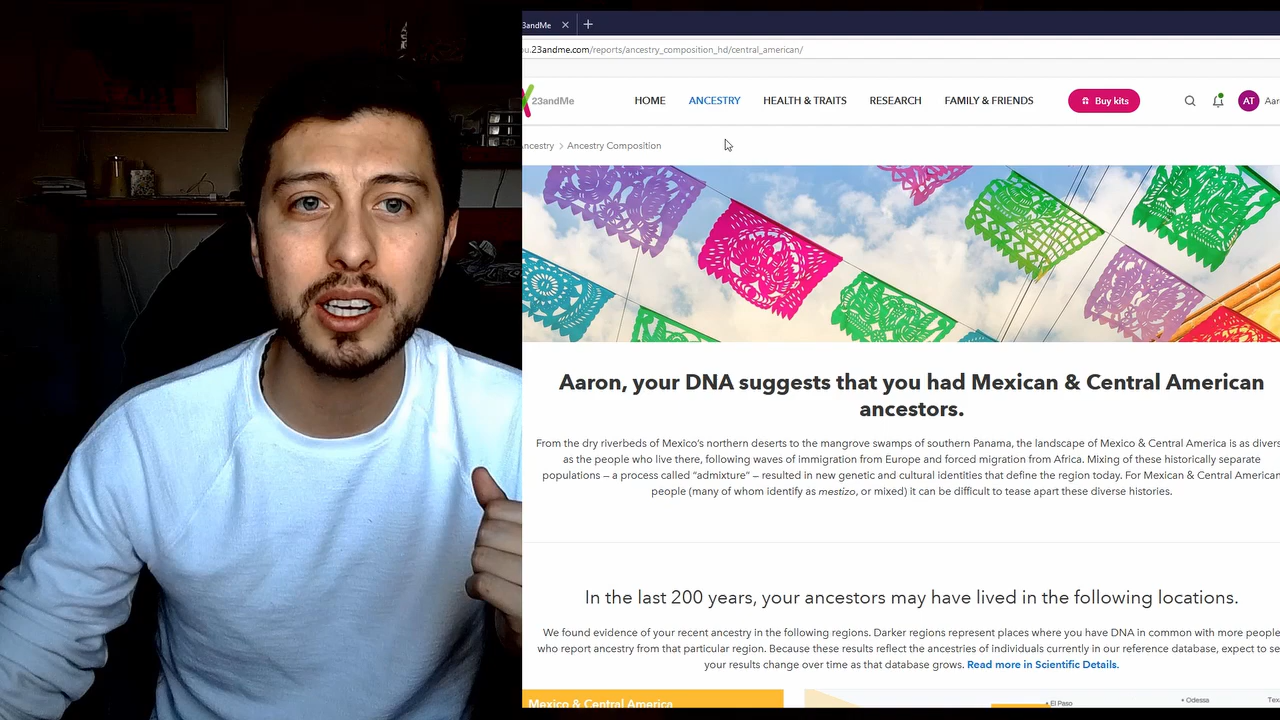 3andMe
u.23andme.com/reports/ancestry_composition_hd/central_american/
23andMe
HOME
ANCESTRY
HEALTH & TRAITS
RESEARCH
FAMILY & FRIENDS
Buy kits
AT
Aar
ncestry
Ancestry Composition
Aaron, your DNA suggests that you had Mexican & Central American
ancestors.
From the dry riverbeds of Mexico's northern deserts to the mangrove swamps of southern Panama, the landscape of Mexico & Central America is as divers
as the people who live there, following waves of immigration from Europe and forced migration from Africa. Mixing of these historically separate
populations – a process called "admixture" – resulted in new genetic and cultural identities that define the region today. For Mexican & Central American
people (many of whom identify as mestizo, or mixed) it can be difficult to tease apart these diverse histories.
In the last 200 years, your ancestors may have lived in the following locations.
We found evidence of your recent ancestry in the following regions. Darker regions represent places where you have DNA in common with more people
who report ancestry from that particular region. Because these results reflect the ancestries of individuals currently in our reference database, expect to se
your results change over time as that database grows. Read more in Scientific Details.
Mexico & Central America
El Paso
Odessa
Tex